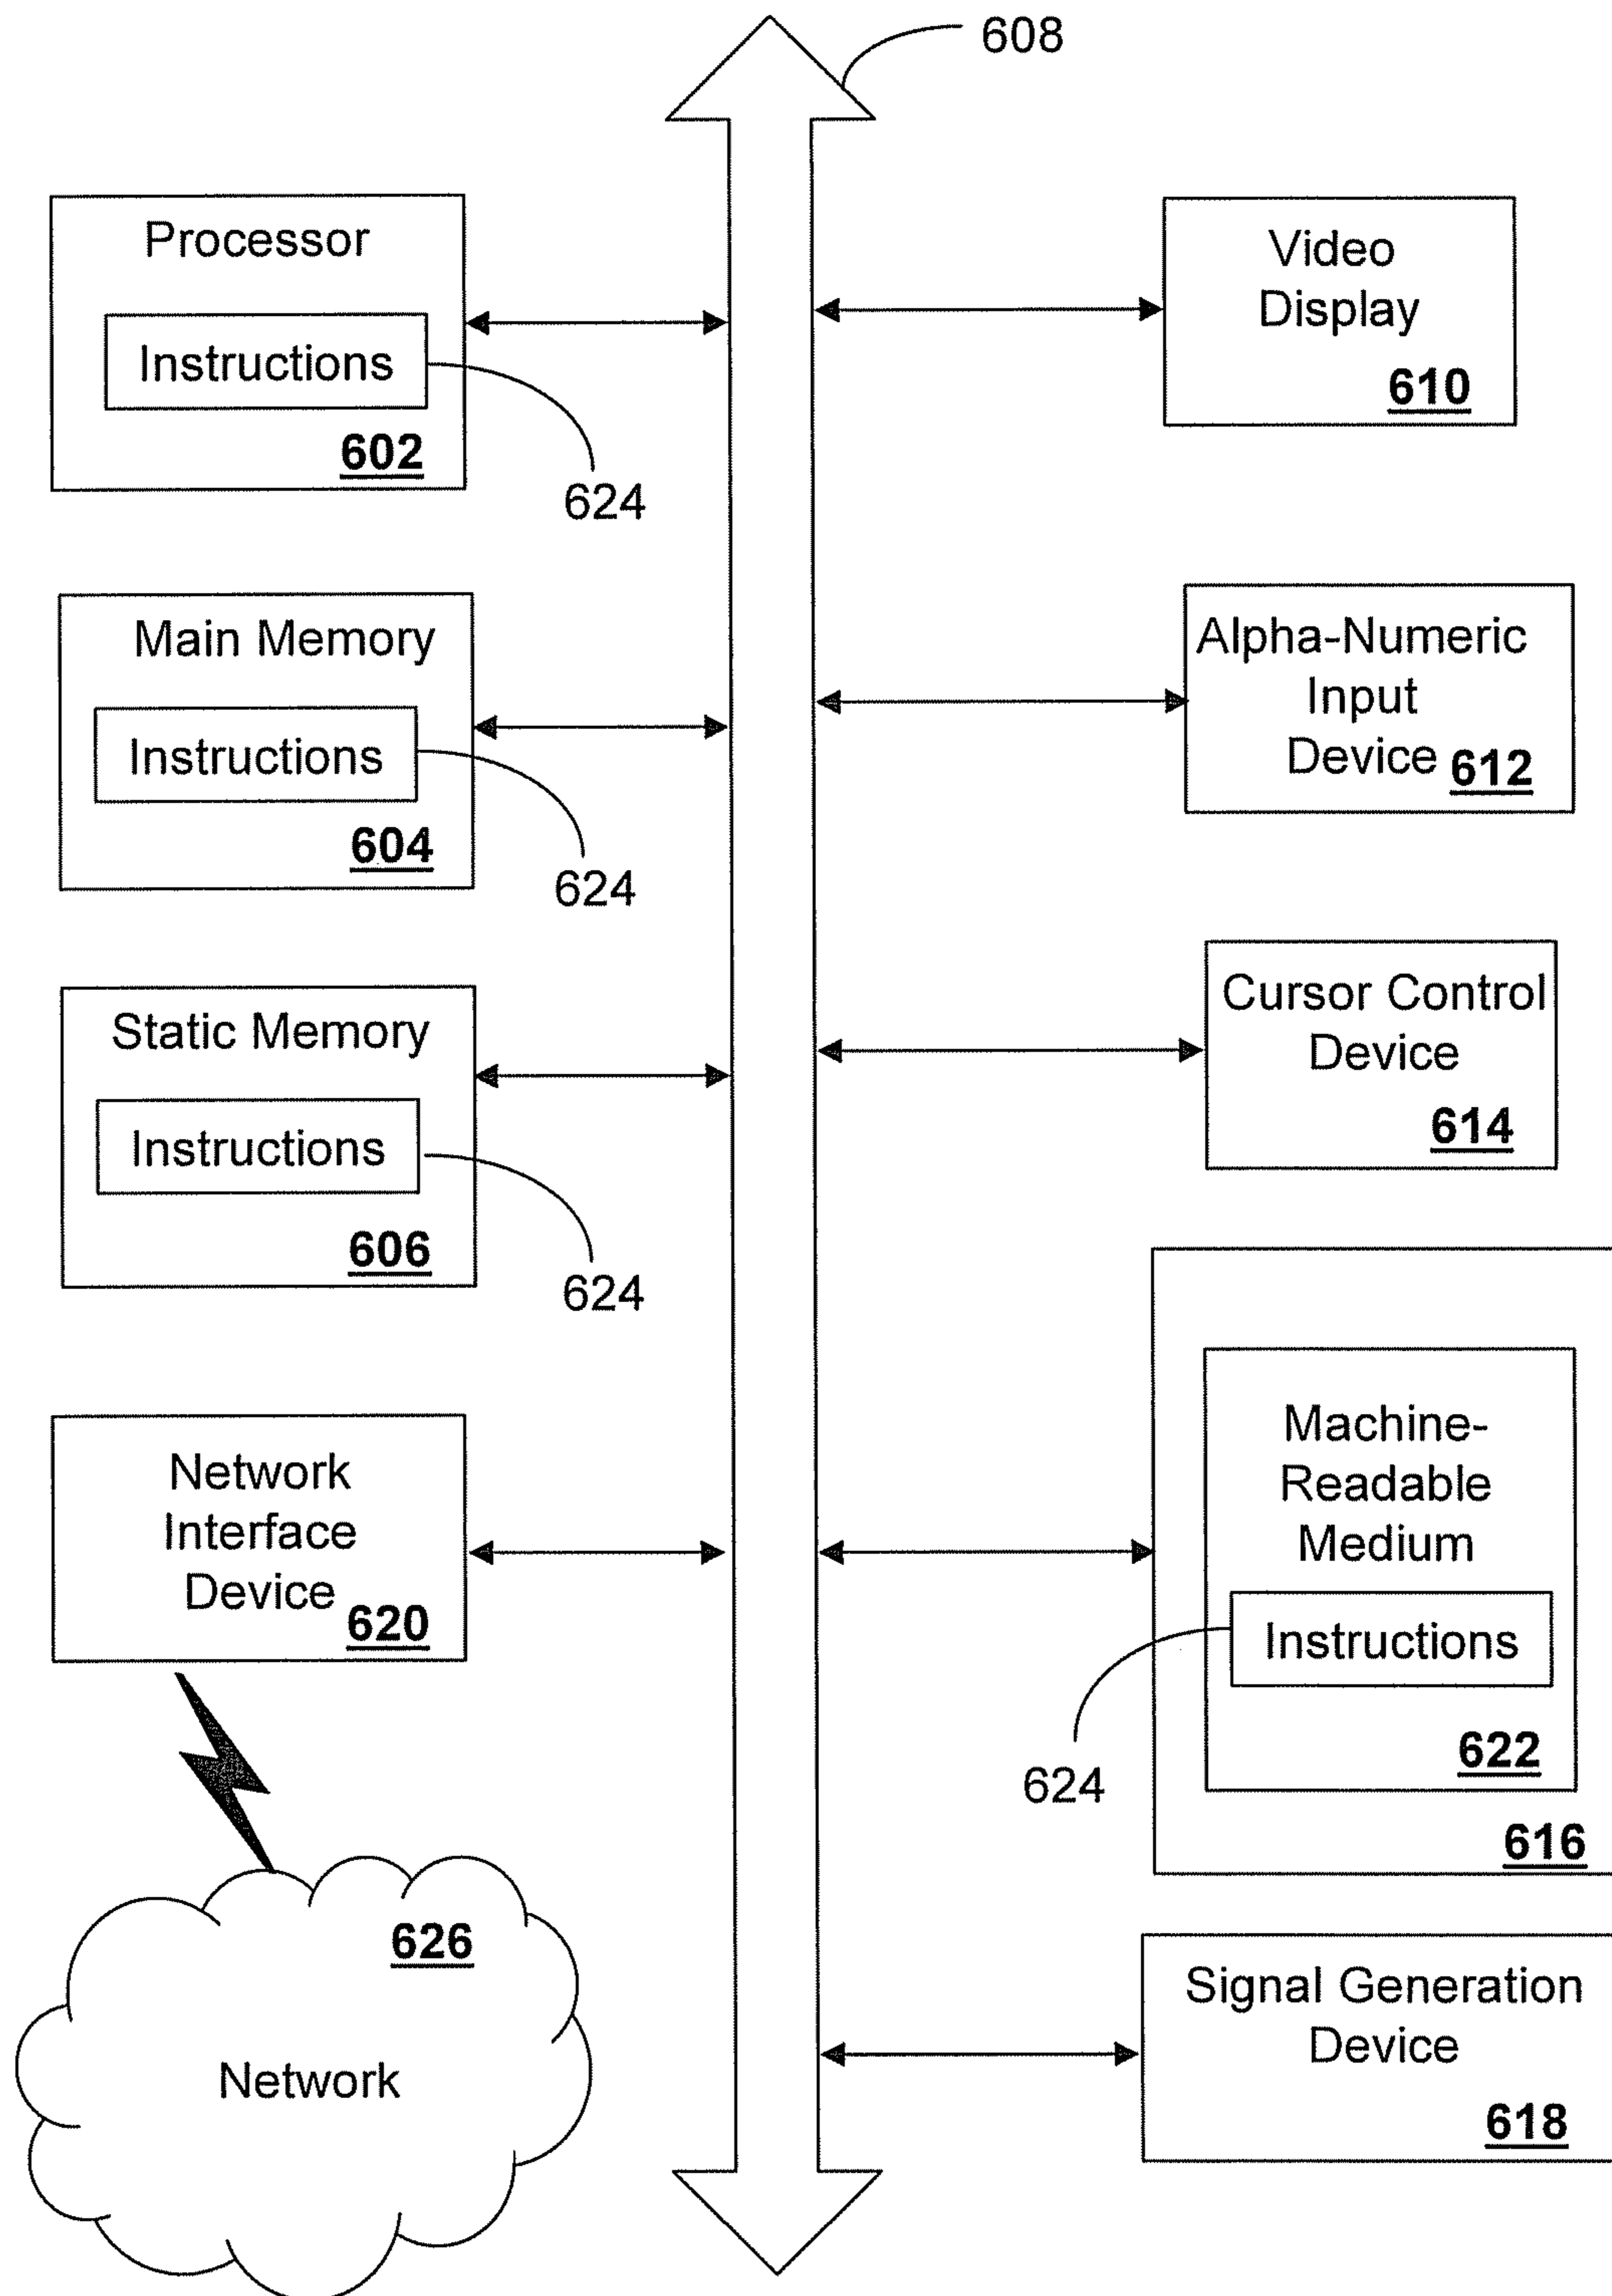 608
Processor
Instructions
602
624
Main Memory
Instructions
604
624
Static Memory
Instructions
606
624
Network
Interface
Device
620
626
Network
Video
Display
610
Alpha-Numeric
Input
Device 612
Cursor Control
Device
614
Machine-
Readable
Medium
Instructions
622
624
616
Signal Generation
Device
618